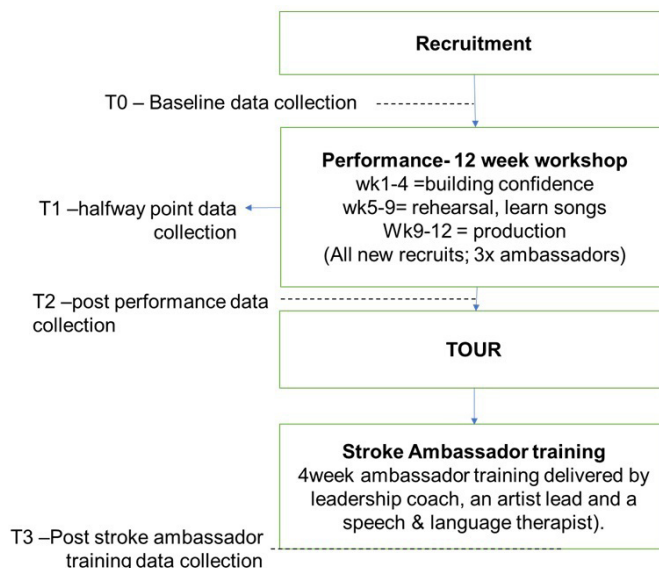 Recruitment
T0 – Baseline data collection
Performance- 12 week workshop
wk1-4 =building confidence
wk5-9= rehearsal, learn songs
Wk9-12 = production
(All new recruits; 3x ambassadors)
T1 –halfway point data
collection
T2 –post performance data
collection
TOUR
Stroke Ambassador training
4week ambassador training delivered by
leadership coach, an artist lead and a
speech & language therapist).
T3 –Post stroke ambassador
training data collection